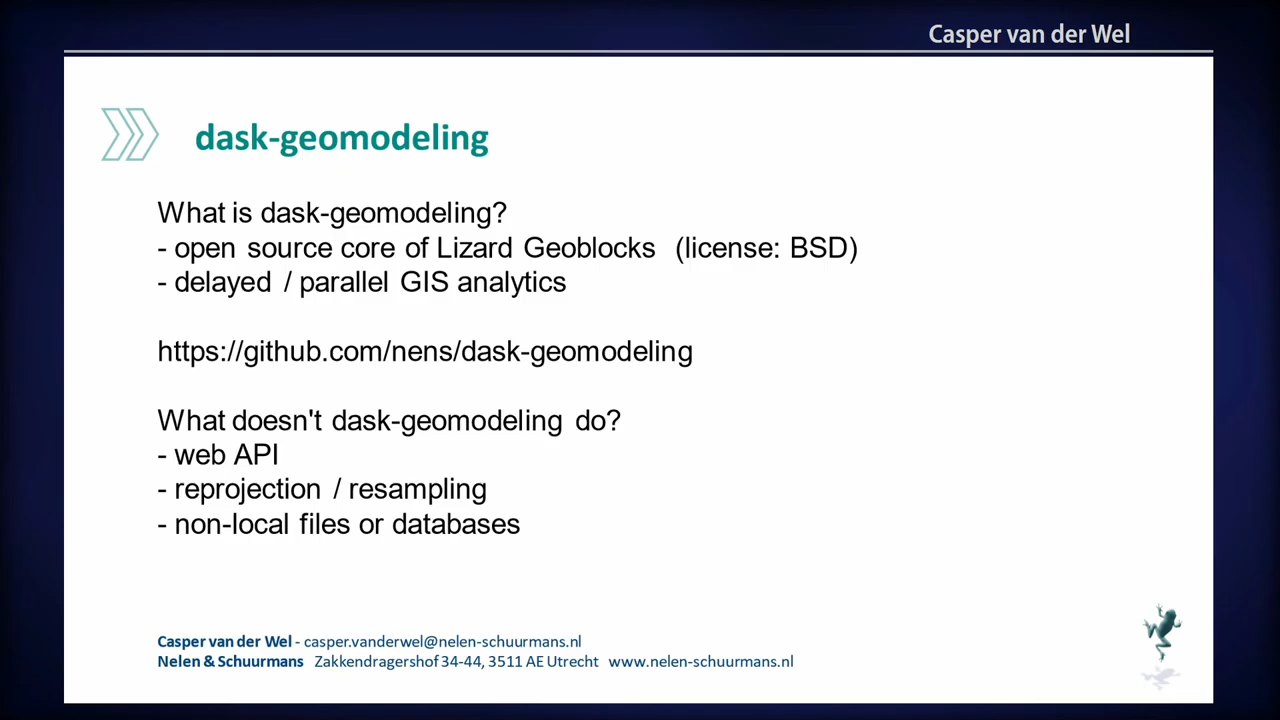 Casper van der Wel
dask-geomodeling
What is dask-geomodeling?
- open source core of Lizard Geoblocks (license: BSD)
- delayed / parallel GIS analytics
https://github.com/nens/dask-geomodeling
What doesn't dask-geomodeling do?
- web API
- reprojection / resampling
- non-local files or databases
Casper van der Wel - casper.vanderwel@nelen-schuurmans.nl
Nelen & Schuurmans Zakkendragershof 34-44, 3511 AE Utrecht www.nelen-schuurmans.nl